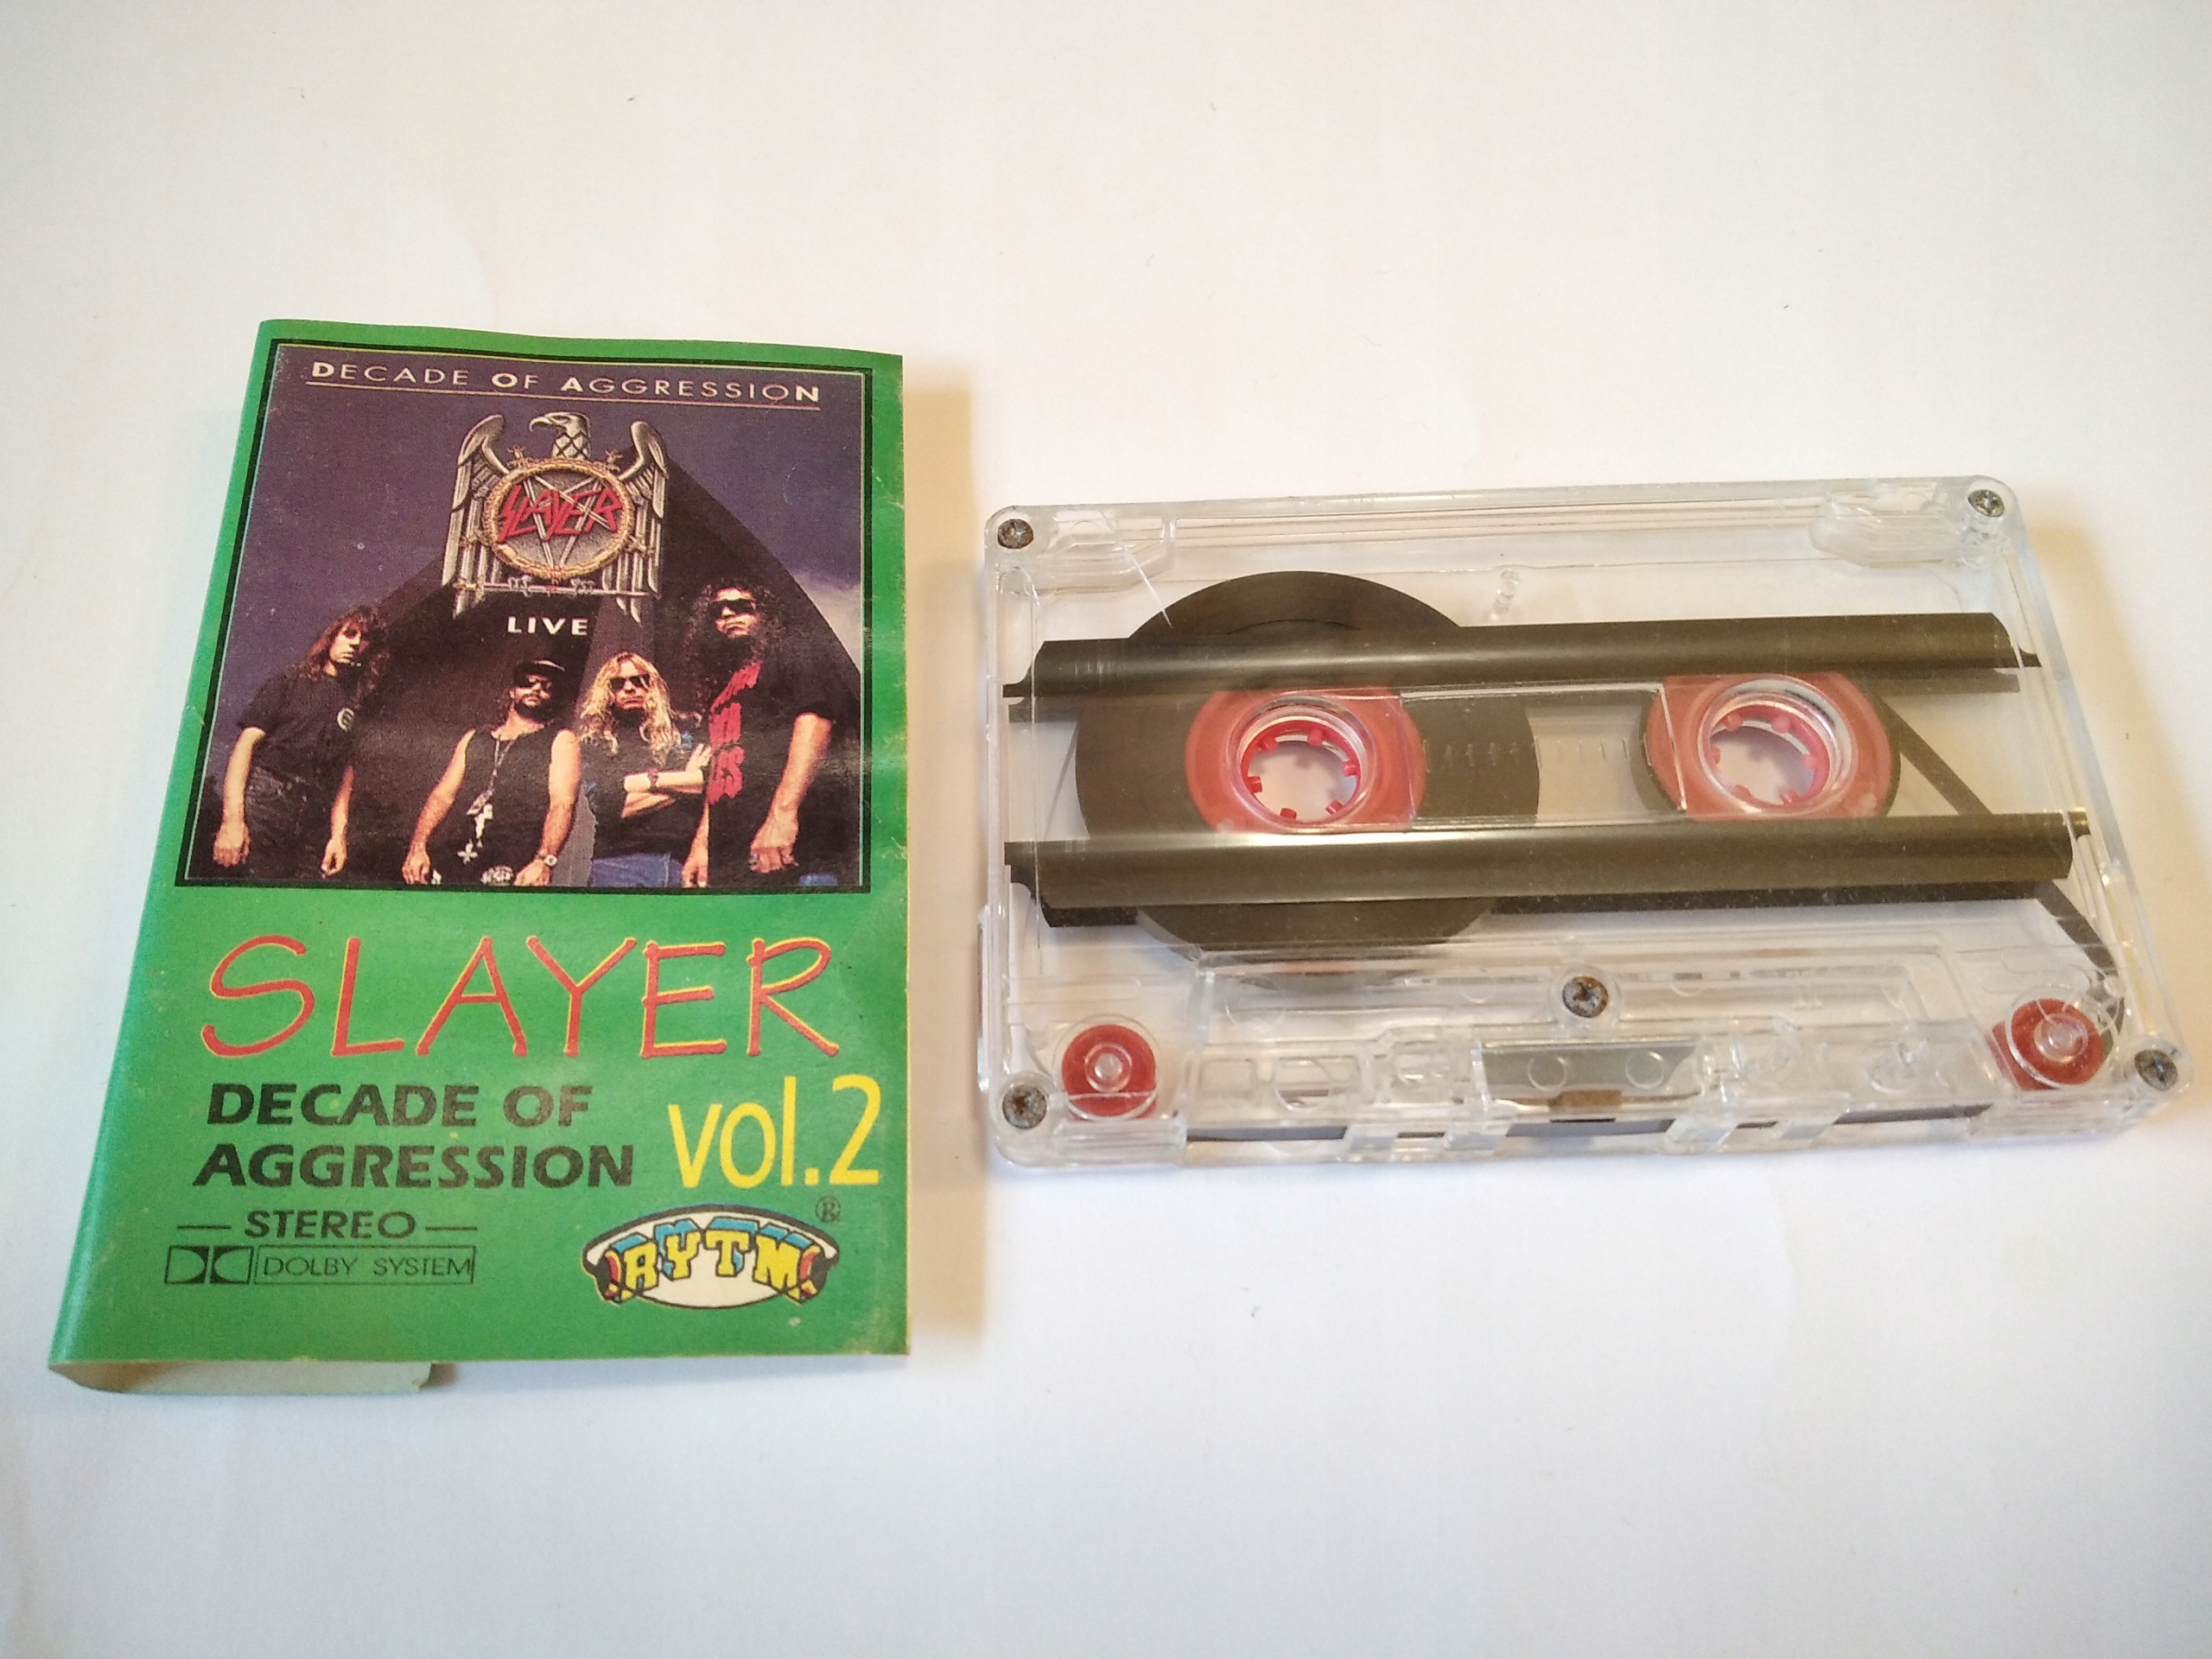 DECADE OF AGGRESSION
SLAYER
LIVE
SLAYER
DECADE OF
AGGRESSION
vol.2
STEREO
DOLBY SYSTEM
RYTM
®